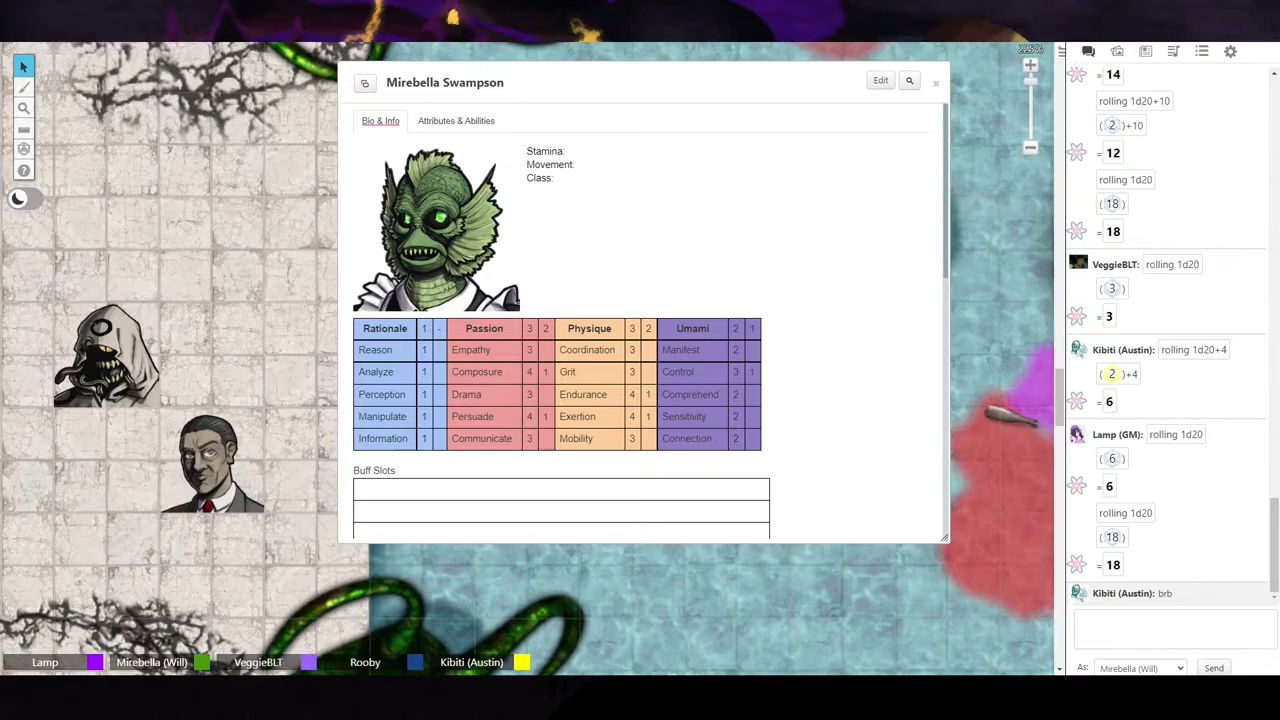 225%
Mirebella Swampson
Edit
×
Bio & Info
Attributes & Abilities
Stamina:
Movement:
Class:
Rationale 1 - Passion 3 2 Physique 3 2 Umami 2 1
Reason 1 Empathy 3 Coordination 3 Manifest 2
Analyze 1 Composure 4 1 Grit 3 Control 3 1
Perception 1 Drama 3 Endurance 4 1 Comprehend 2
Manipulate 1 Persuade 4 1 Exertion 4 1 Sensitivity 2
Information 1 Communicate 3 Mobility 3 Connection 2
Buff Slots
Lamp
Mirebella (Will)
VeggieBLT
Rooby
Kibiti (Austin)
= 14
rolling 1d20+10
(2)+10
= 12
rolling 1d20
(18)
= 18
VeggieBLT: rolling 1d20
(3)
= 3
Kibiti (Austin): rolling 1d20+4
(2)+4
= 6
Lamp (GM): rolling 1d20
(6)
= 6
rolling 1d20
(18)
= 18
Kibiti (Austin): brb
As: Mirebella (Will) Send